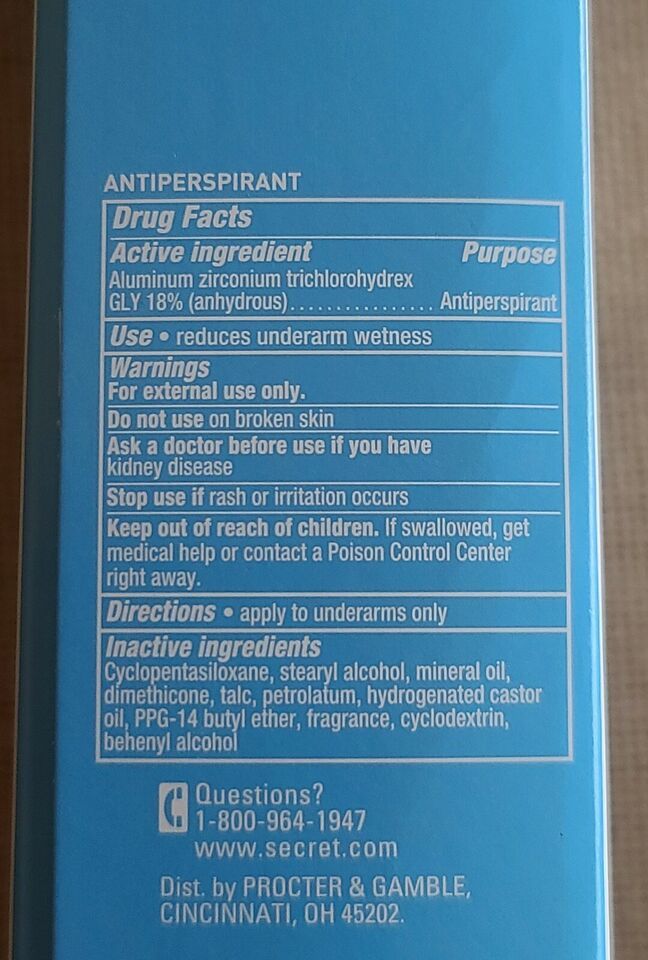 ANTIPERSPIRANT
Drug Facts
Active ingredient Purpose
Aluminum zirconium trichlorohydrex
GLY 18% (anhydrous)................ Antiperspirant
Use • reduces underarm wetness
Warnings
For external use only.
Do not use on broken skin
Ask a doctor before use if you have
kidney disease
Stop use if rash or irritation occurs
Keep out of reach of children. If swallowed, get
medical help or contact a Poison Control Center
right away.
Directions • apply to underarms only
Inactive ingredients
Cyclopentasiloxane, stearyl alcohol, mineral oil,
dimethicone, talc, petrolatum, hydrogenated castor
oil, PPG-14 butyl ether, fragrance, cyclodextrin,
behenyl alcohol
Questions?
1-800-964-1947
www.secret.com
Dist. by PROCTER & GAMBLE,
CINCINNATI, OH 45202.